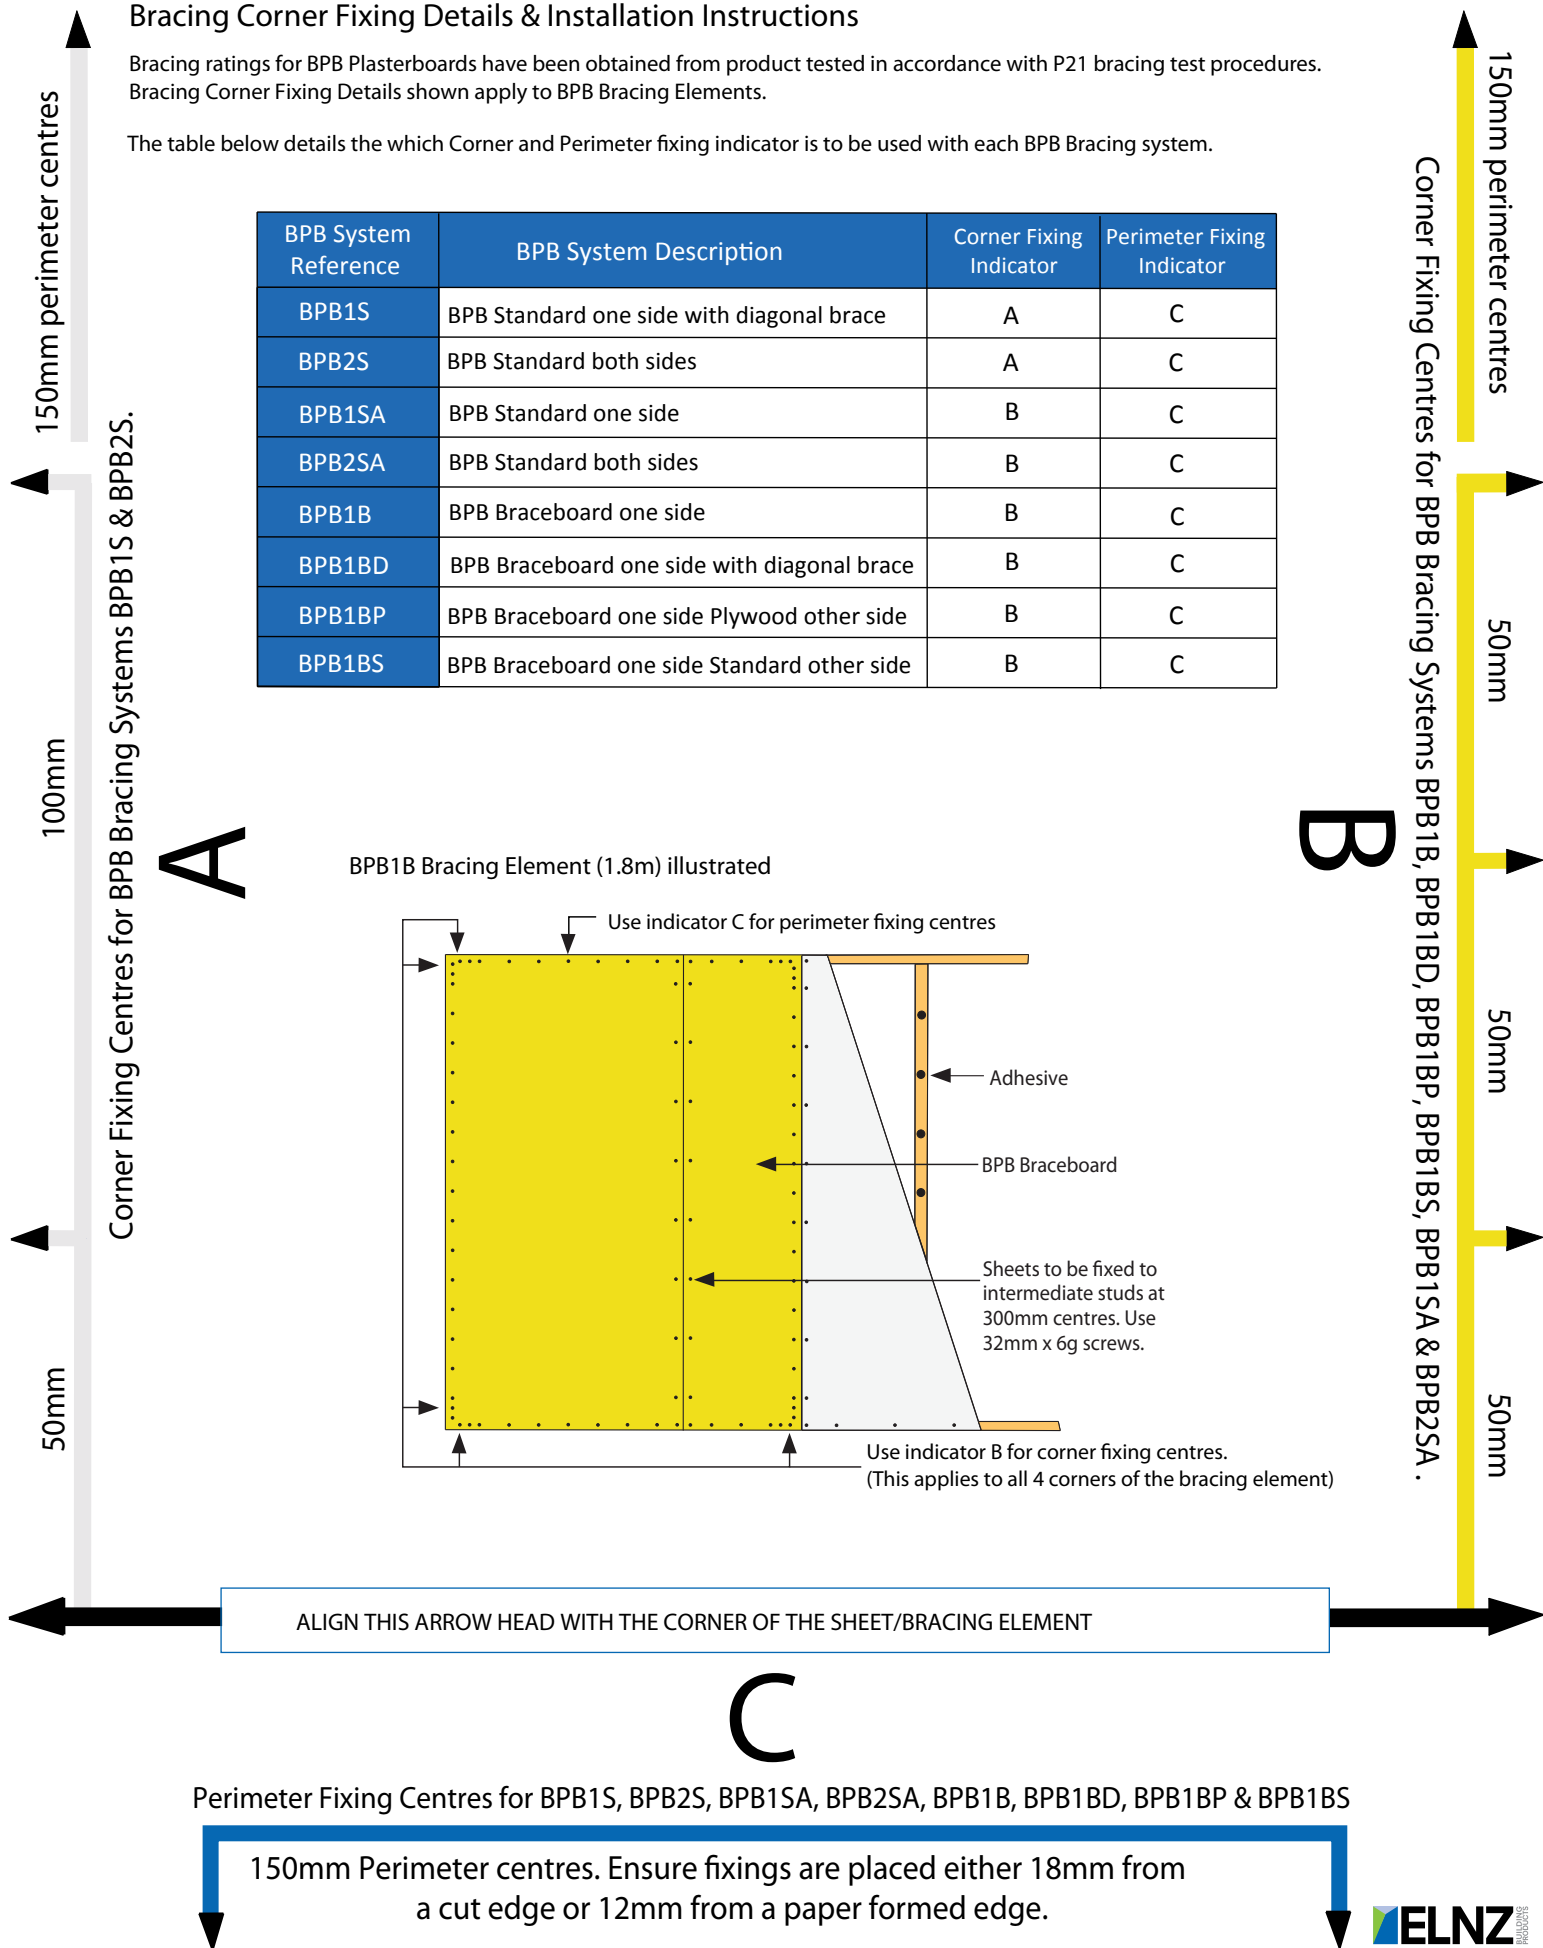 Bracing Corner Fixing Details & Installation Instructions
Bracing ratings for BPB Plasterboards have been obtained from product tested in accordance with P21 bracing test procedures.
Bracing Corner Fixing Details shown apply to BPB Bracing Elements.
The table below details the which Corner and Perimeter fixing indicator is to be used with each BPB Bracing system.
BPB System Reference | BPB System Description | Corner Fixing Indicator | Perimeter Fixing Indicator
BPB1S | BPB Standard one side with diagonal brace | A | C
BPB2S | BPB Standard both sides | A | C
BPB1SA | BPB Standard one side | B | C
BPB2SA | BPB Standard both sides | B | C
BPB1B | BPB Braceboard one side | B | C
BPB1BD | BPB Braceboard one side with diagonal brace | B | C
BPB1BP | BPB Braceboard one side Plywood other side | B | C
BPB1BS | BPB Braceboard one side Standard other side | B | C
150mm perimeter centres
100mm
50mm
Corner Fixing Centres for BPB Bracing Systems BPB1S & BPB2S.
A
BPB1B Bracing Element (1.8m) illustrated
Use indicator C for perimeter fixing centres
Adhesive
BPB Braceboard
Sheets to be fixed to
intermediate studs at
300mm centres. Use
32mm x 6g screws.
Use indicator B for corner fixing centres.
(This applies to all 4 corners of the bracing element)
B
Corner Fixing Centres for BPB Bracing Systems BPB1B, BPB1BD, BPB1BP, BPB1BS, BPB1SA & BPB2SA .
150mm perimeter centres
50mm
50mm
50mm
ALIGN THIS ARROW HEAD WITH THE CORNER OF THE SHEET/BRACING ELEMENT
C
Perimeter Fixing Centres for BPB1S, BPB2S, BPB1SA, BPB2SA, BPB1B, BPB1BD, BPB1BP & BPB1BS
150mm Perimeter centres. Ensure fixings are placed either 18mm from
a cut edge or 12mm from a paper formed edge.
ELNZ
BUILDING
PRODUCTS